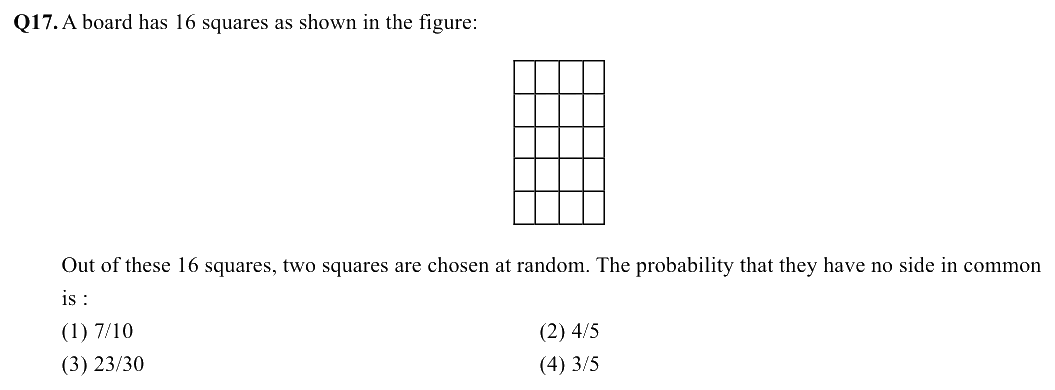 Q17. A board has 16 squares as shown in the figure:
Out of these 16 squares, two squares are chosen at random. The probability that they have no side in common
is :
(1) 7/10 (2) 4/5
(3) 23/30 (4) 3/5